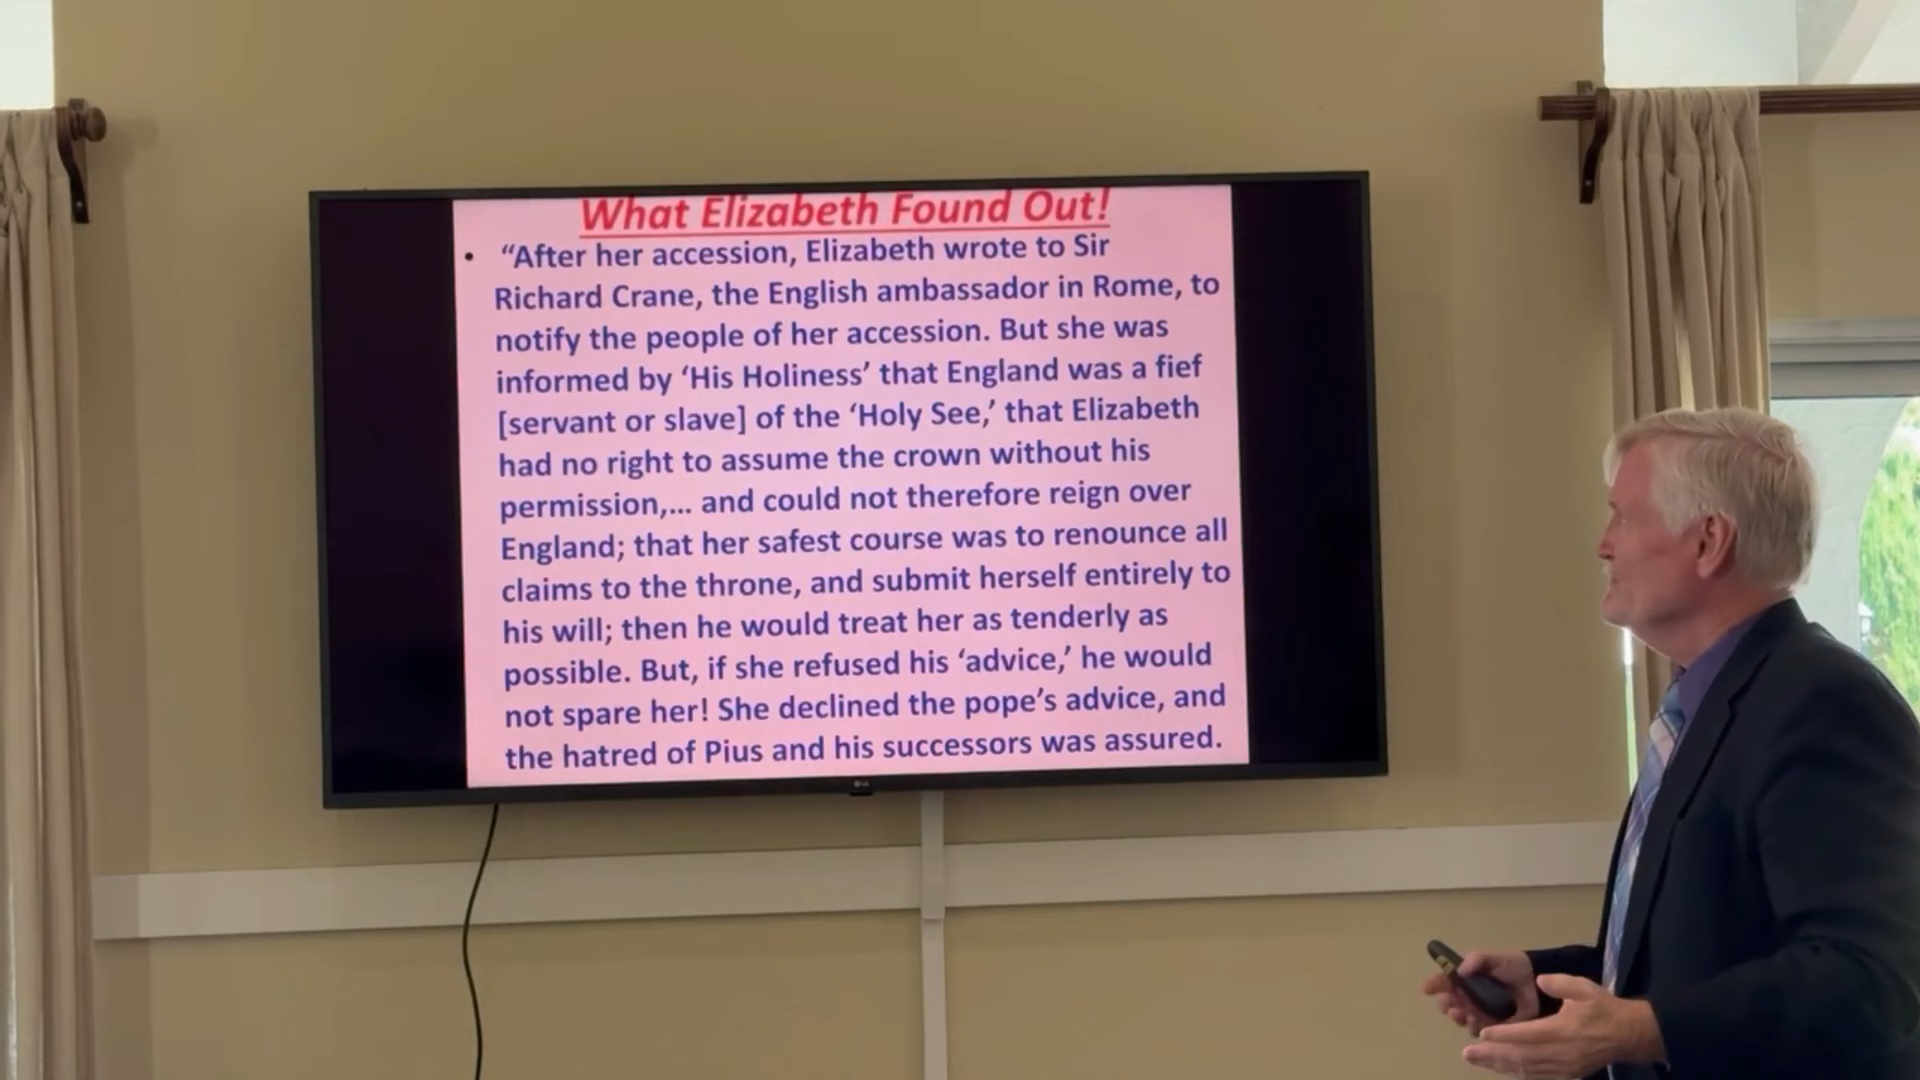 What Elizabeth Found Out!
• “After her accession, Elizabeth wrote to Sir
Richard Crane, the English ambassador in Rome, to
notify the people of her accession. But she was
informed by ‘His Holiness’ that England was a fief
[servant or slave] of the ‘Holy See,’ that Elizabeth
had no right to assume the crown without his
permission,... and could not therefore reign over
England; that her safest course was to renounce all
claims to the throne, and submit herself entirely to
his will; then he would treat her as tenderly as
possible. But, if she refused his ‘advice,’ he would
not spare her! She declined the pope’s advice, and
the hatred of Pius and his successors was assured.
LG